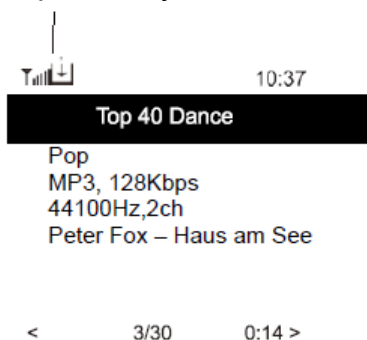 10:37
Top 40 Dance
Pop
MP3, 128Kbps
44100Hz,2ch
Peter Fox – Haus am See
< 3/30 0:14 >